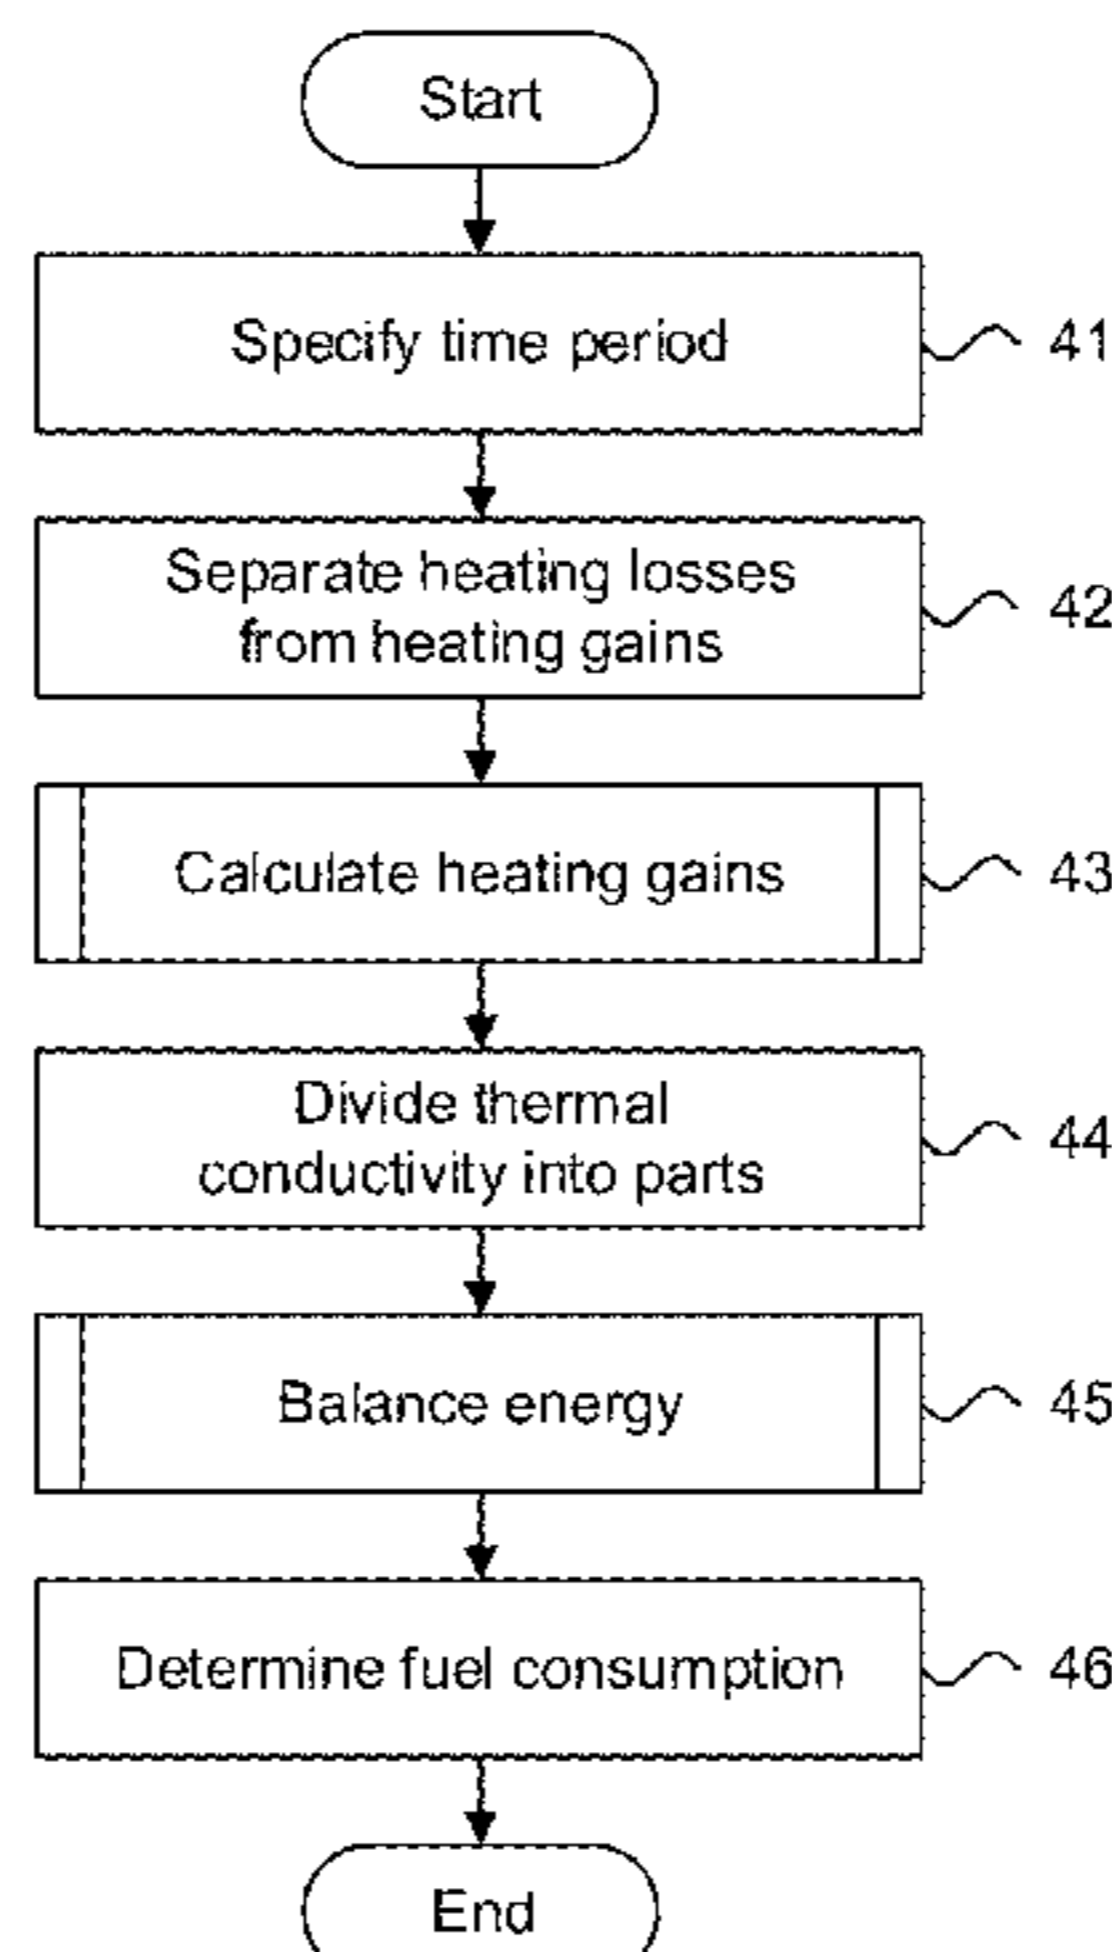 Start
Specify time period
41
Separate heating losses
from heating gains
42
Calculate heating gains
43
Divide thermal
conductivity into parts
44
Balance energy
45
Determine fuel consumption
46
End